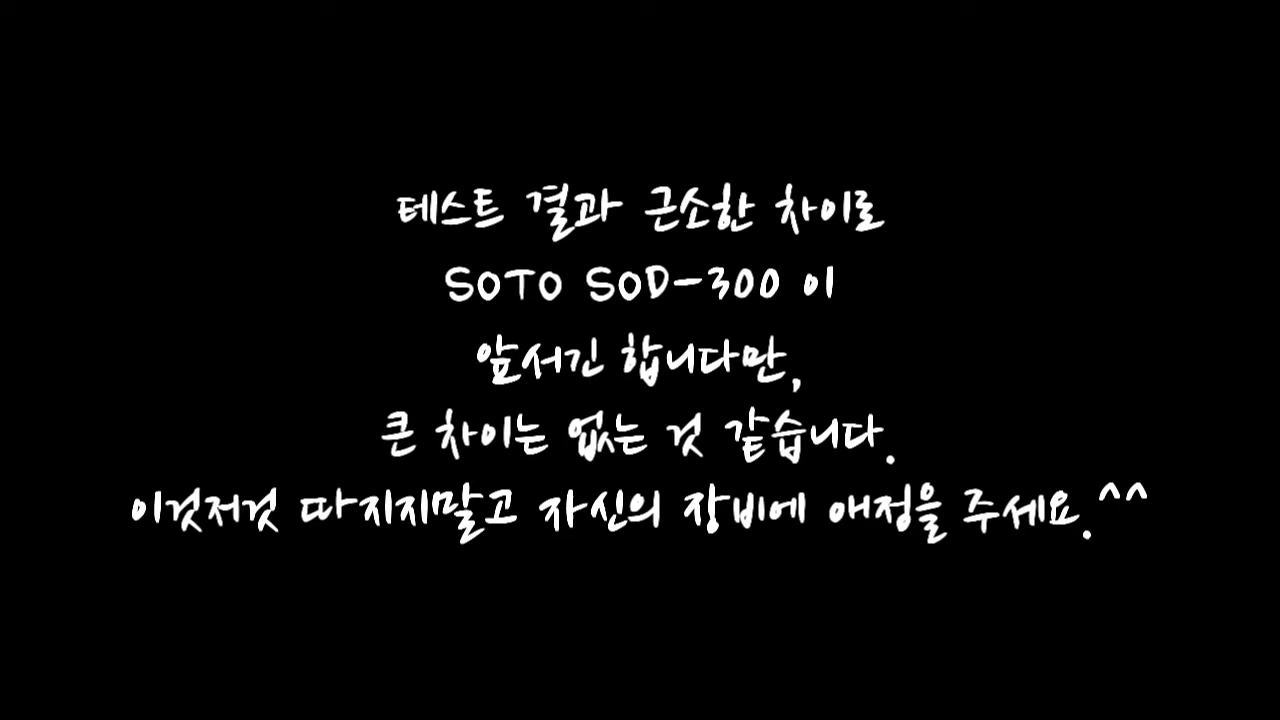 테스트 결과 근소한 차이로
SOTO SOD-300 이
앞서긴 합니다만,
큰 차이는 없는 것 같습니다.
이것저것 따지지말고 자신의 장비에 애정을 주세요.^^